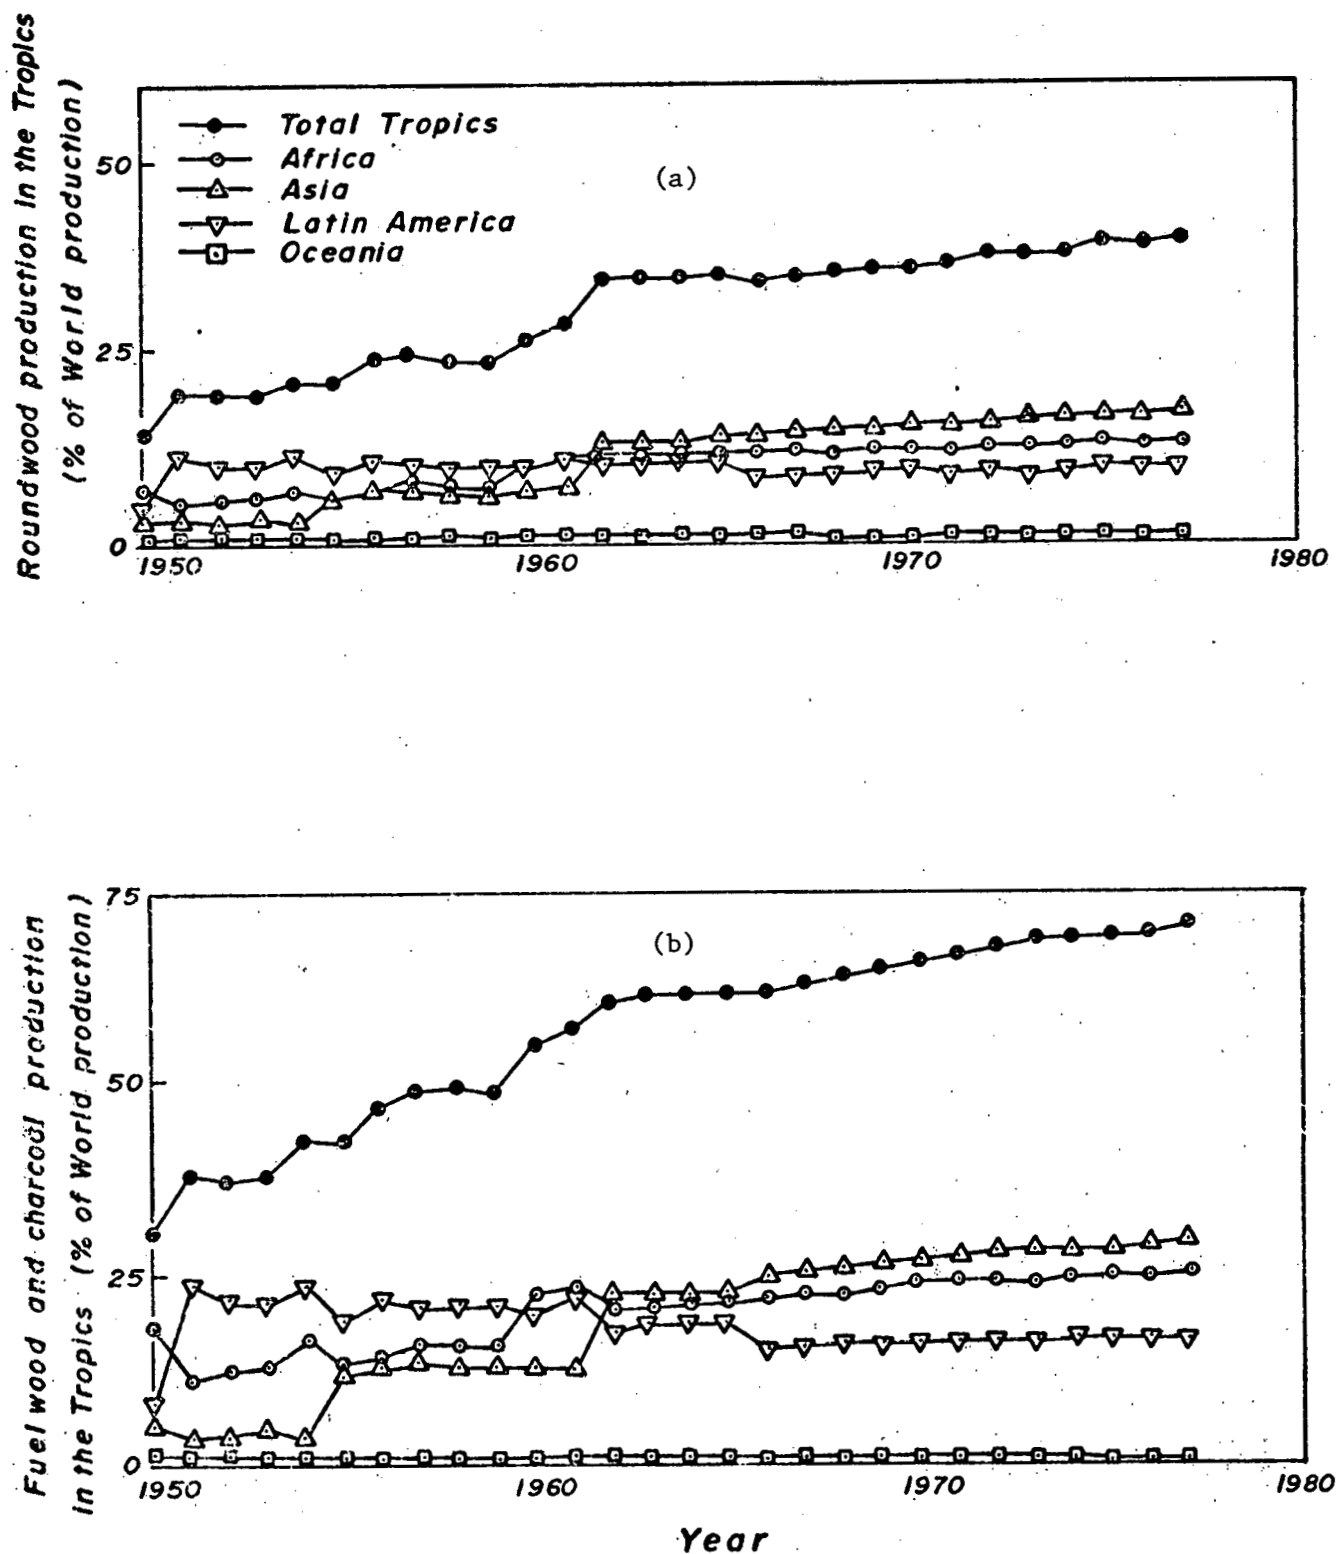 Roundwood production in the Tropics
(% of World production)
Total Tropics
Africa
Asia
Latin America
Oceania
(a)
50
25
0
1950
1960
1970
1980
Fuelwood and charcoal production
in the Tropics (% of World production)
(b)
75
50
25
0
1950
1960
1970
1980
Year